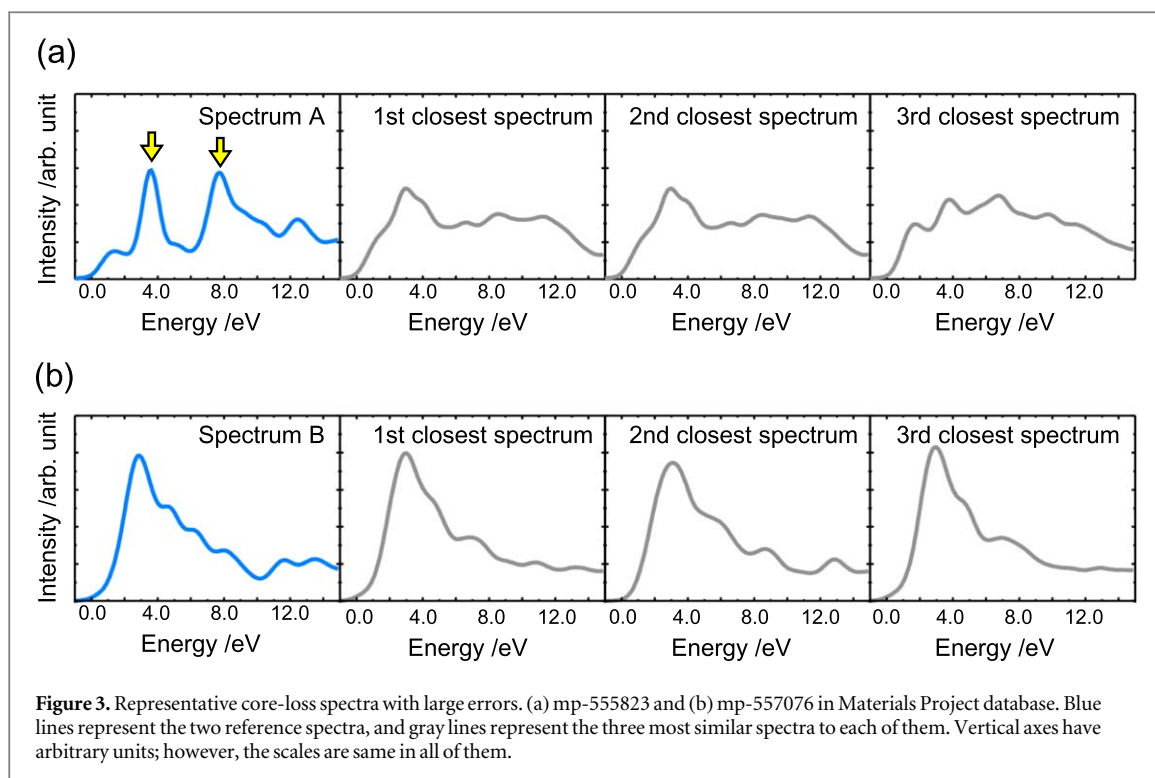 (a)
Spectrum A
1st closest spectrum
2nd closest spectrum
3rd closest spectrum
Intensity /arb. unit
0.0 4.0 8.0 12.0
0.0 4.0 8.0 12.0
0.0 4.0 8.0 12.0
0.0 4.0 8.0 12.0
Energy /eV
Energy /eV
Energy /eV
Energy /eV
(b)
Spectrum B
1st closest spectrum
2nd closest spectrum
3rd closest spectrum
Intensity /arb. unit
0.0 4.0 8.0 12.0
0.0 4.0 8.0 12.0
0.0 4.0 8.0 12.0
0.0 4.0 8.0 12.0
Energy /eV
Energy /eV
Energy /eV
Energy /eV
Figure 3. Representative core-loss spectra with large errors. (a) mp-555823 and (b) mp-557076 in Materials Project database. Blue
lines represent the two reference spectra, and gray lines represent the three most similar spectra to each of them. Vertical axes have
arbitrary units; however, the scales are same in all of them.